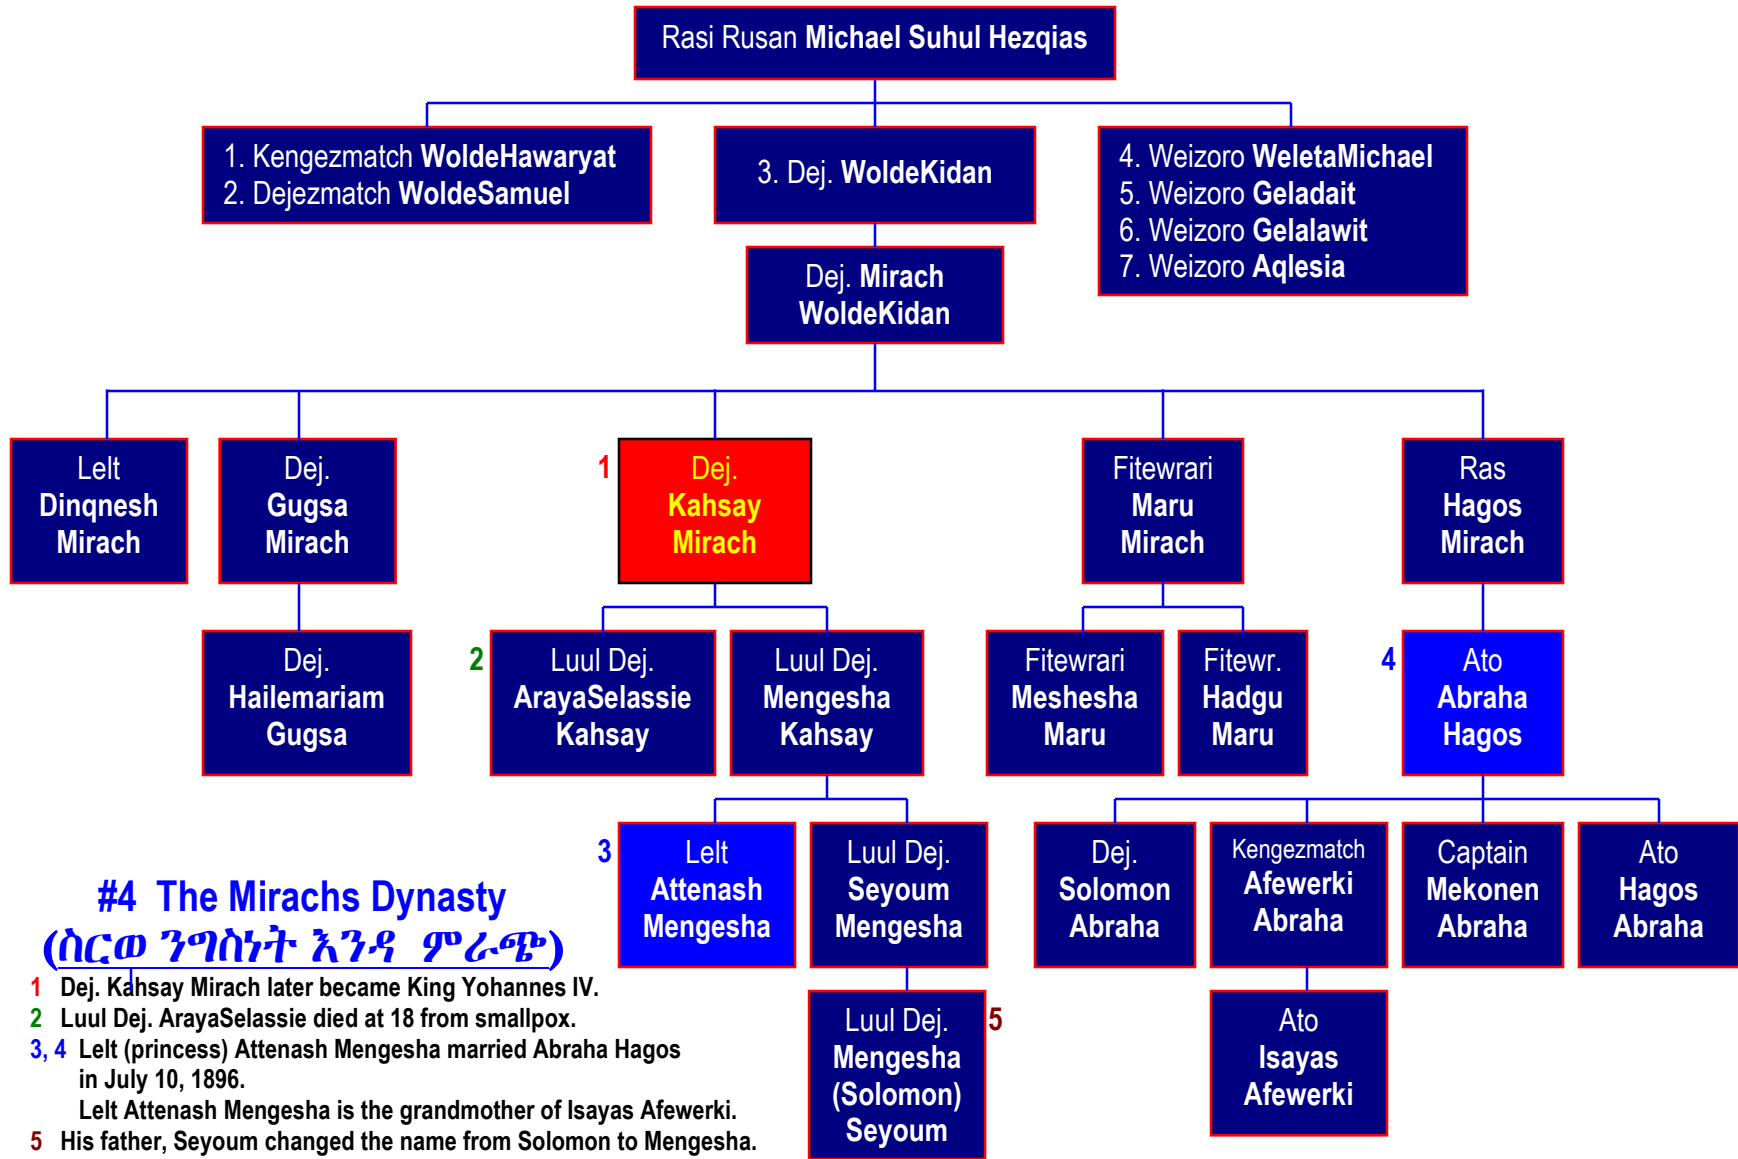 Rasi Rusan Michael Suhul Hezqias
1. Kengezmatch WoldeHawaryat
2. Dejezmatch WoldeSamuel
3. Dej. WoldeKidan
4. Weizoro WeletaMichael
5. Weizoro Geladait
6. Weizoro Gelalawit
7. Weizoro Aqlesia
Dej. Mirach
WoldeKidan
Lelt
Dinqnesh
Mirach
Dej.
Gugsa
Mirach
1
Dej.
Kahsay
Mirach
Fitewrari
Maru
Mirach
Ras
Hagos
Mirach
Dej.
Hailemariam
Gugsa
2
Luul Dej.
ArayaSelassie
Kahsay
Luul Dej.
Mengesha
Kahsay
Fitewrari
Meshesha
Maru
Fitewr.
Hadgu
Maru
4
Ato
Abraha
Hagos
3
Lelt
Attenash
Mengesha
Luul Dej.
Seyoum
Mengesha
Dej.
Solomon
Abraha
Kengezmatch
Afewerki
Abraha
Captain
Mekonen
Abraha
Ato
Hagos
Abraha
Luul Dej.
Mengesha
(Solomon)
Seyoum
5
Ato
Isayas
Afewerki
#4 The Mirachs Dynasty
(ስርወ ንግስነት እንዳ ምራጭ)
1 Dej. Kahsay Mirach later became King Yohannes IV.
2 Luul Dej. ArayaSelassie died at 18 from smallpox.
3, 4 Lelt (princess) Attenash Mengesha married Abraha Hagos
in July 10, 1896.
Lelt Attenash Mengesha is the grandmother of Isayas Afewerki.
5 His father, Seyoum changed the name from Solomon to Mengesha.